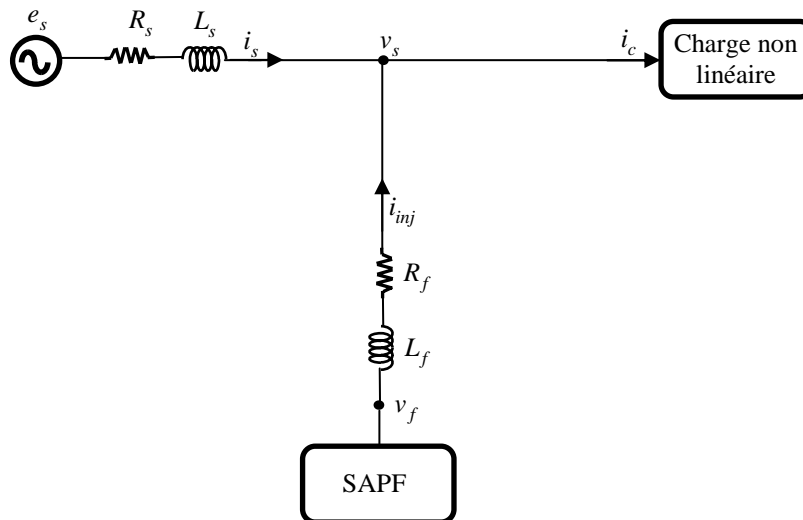 e_s
R_s
L_s
i_s
v_s
i_c
Charge non
linéaire
i_inj
R_f
L_f
v_f
SAPF